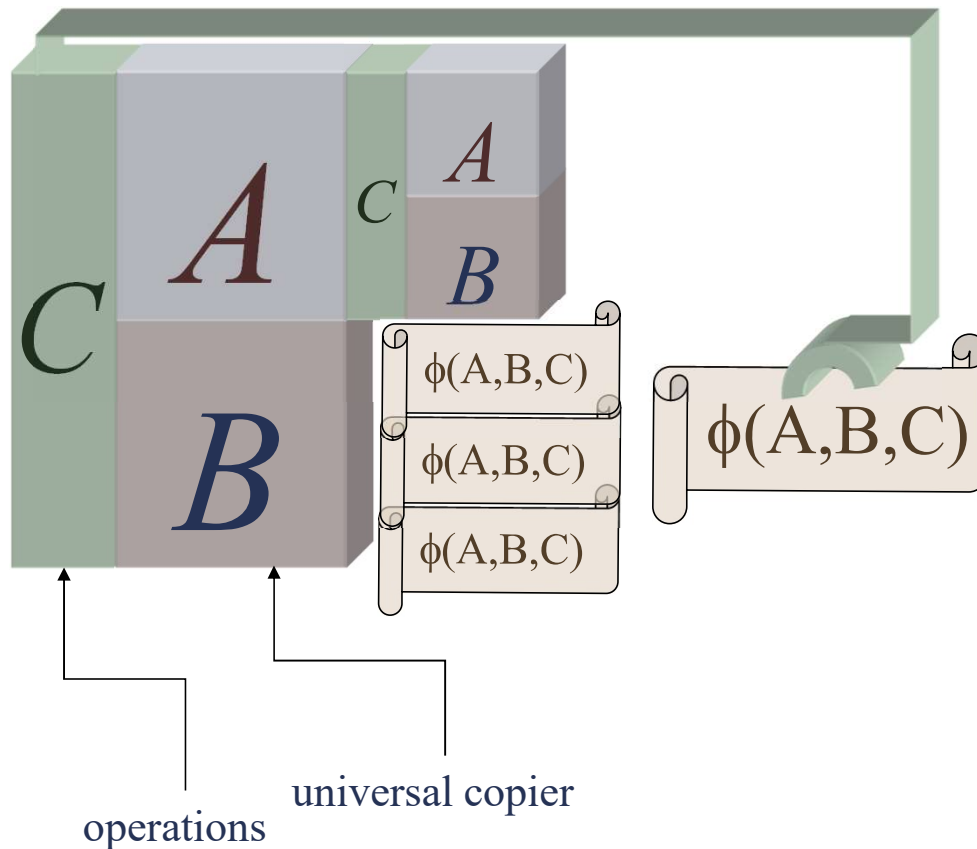 A
A
C
B
C
ϕ(A,B,C)
ϕ(A,B,C)
B
ϕ(A,B,C)
ϕ(A,B,C)
universal copier
operations